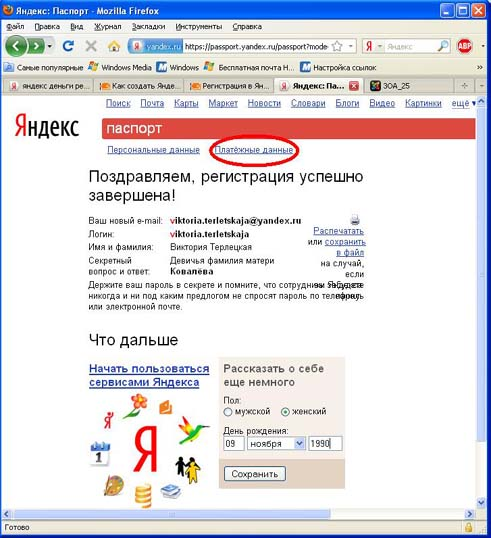 Яндекс: Паспорт - Mozilla Firefox
Файл Правка Вид Журнал Закладки Инструменты Справка
yandex.ru https://passport.yandex.ru/passport?mode Яндекс ABP
Самые популярные Windows Media Windows Бесплатная почта H... Настройка ссылок
яндекс деньги ре... Как создать Янде... Регистрация в Ян... Яндекс: Па... ЗОА_25
Поиск Почта Карты Маркет Новости Словари Блоги Видео Картинки ещё
Яндекс паспорт
Персональные данные Платёжные данные
Поздравляем, регистрация успешно
завершена!
Ваш новый e-mail: viktoria.terletskaja@yandex.ru
Логин: viktoria.terletskaja
Имя и фамилия: Виктория Терлецкая
Секретный
вопрос и ответ:
Девичья фамилия матери
Ковалёва
Распечатать
или сохранить
в файл
на случай,
если
Держите ваш пароль в секрете и помните, что сотрудники
никогда и ни под каким предлогом не спросят пароль по
или электронной почте.
Что дальше
Начать пользоваться
сервисами Яндекса
Я
Я
1
Рассказать о себе
еще немного
Пол:
мужской женский
День рождения:
09 ноября 1990
Сохранить
Готово